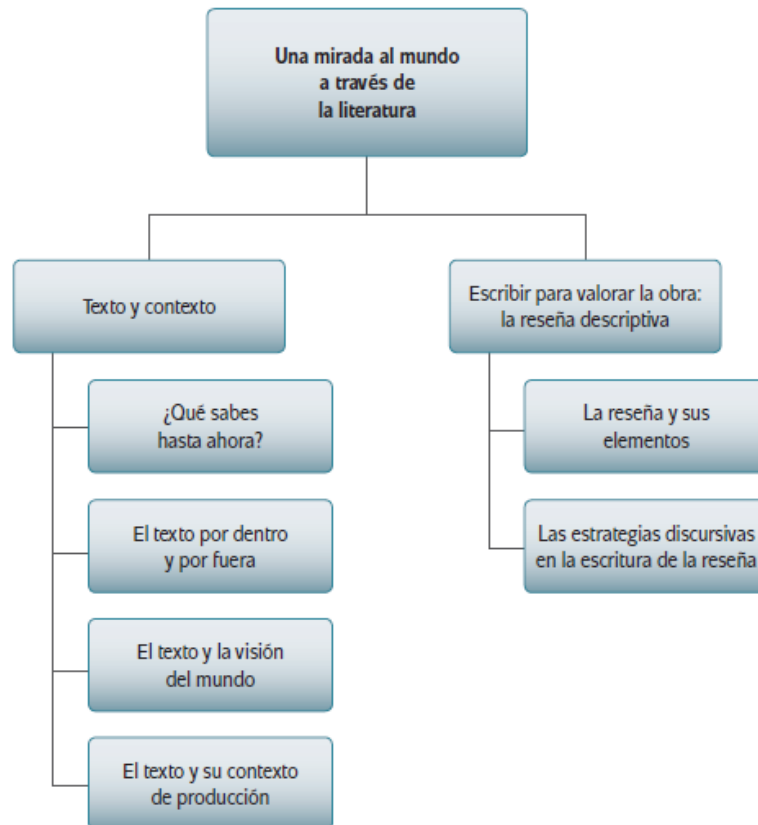 Una mirada al mundo
a través de
la literatura
Texto y contexto
¿Qué sabes
hasta ahora?
El texto por dentro
y por fuera
El texto y la visión
del mundo
El texto y su contexto
de producción
Escribir para valorar la obra:
la reseña descriptiva
La reseña y sus
elementos
Las estrategias discursivas
en la escritura de la reseña